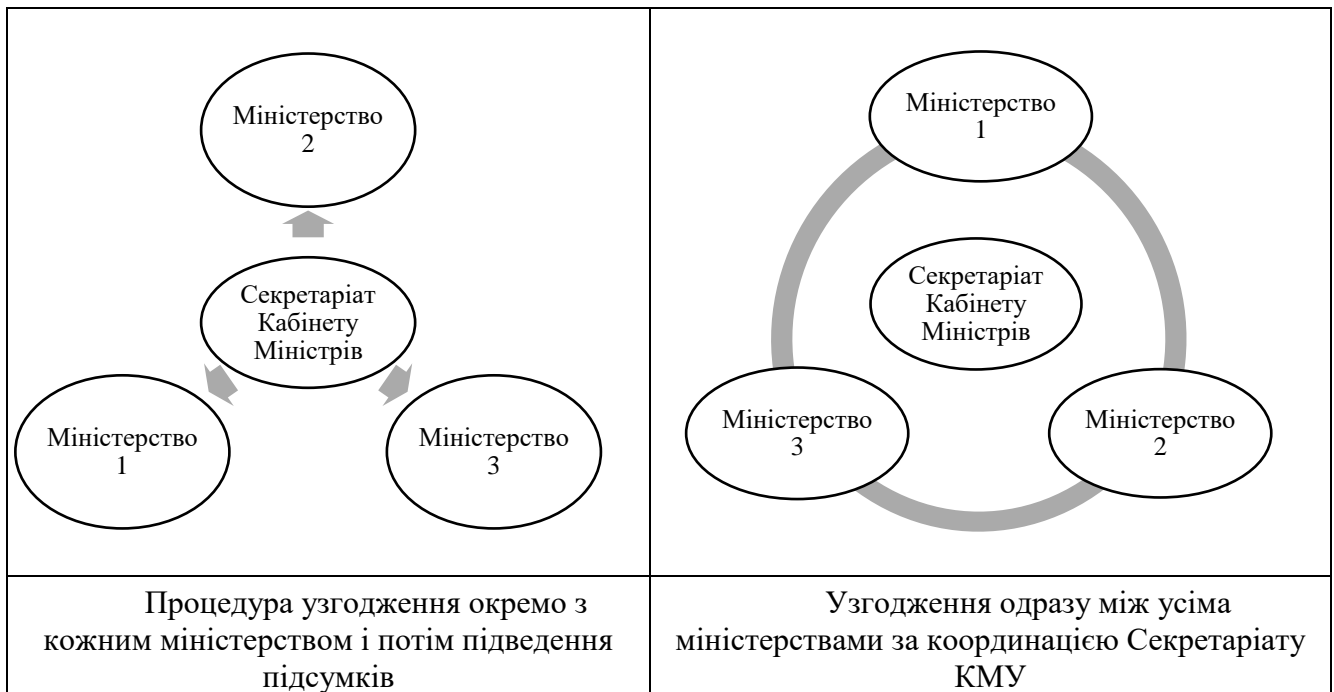 Міністерство
2
Секретаріат
Кабінету
Міністрів
Міністерство
1
Міністерство
3
Міністерство
1
Секретаріат
Кабінету
Міністрів
Міністерство
3
Міністерство
2
Процедура узгодження окремо з
кожним міністерством і потім підведення
підсумків
Узгодження одразу між усіма
міністерствами за координацією Секретаріату
КМУ